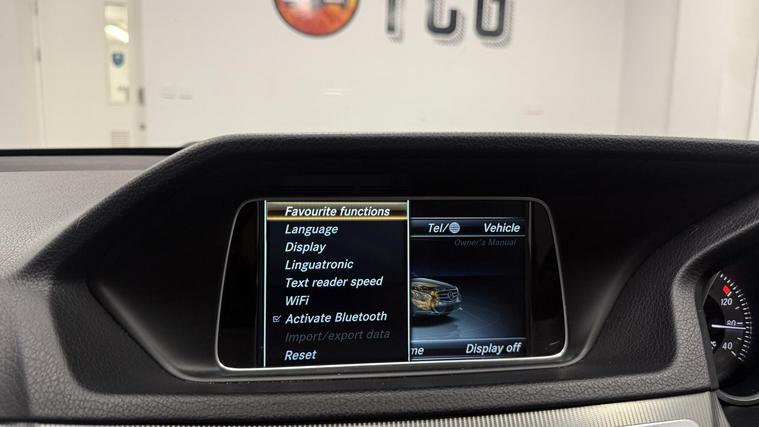 TCG
Favourite functions
Language
Display
Linguatronic
Text reader speed
WiFi
Activate Bluetooth
Import/export data
Reset
Tel/
Vehicle
Owner's Manual
me
Display off
80
40